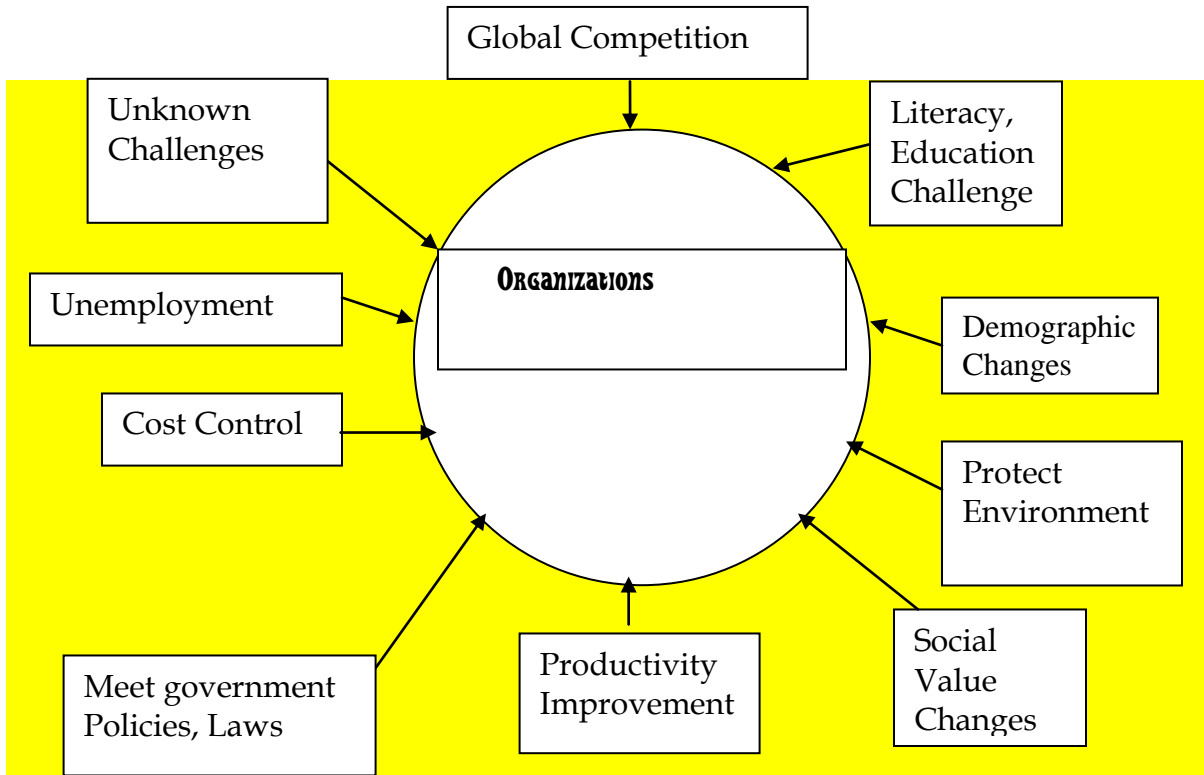 Global Competition
Unknown
Challenges
Literacy,
Education
Challenge
Organizations
Unemployment
Demographic
Changes
Cost Control
Protect
Environment
Meet government
Policies, Laws
Productivity
Improvement
Social
Value
Changes